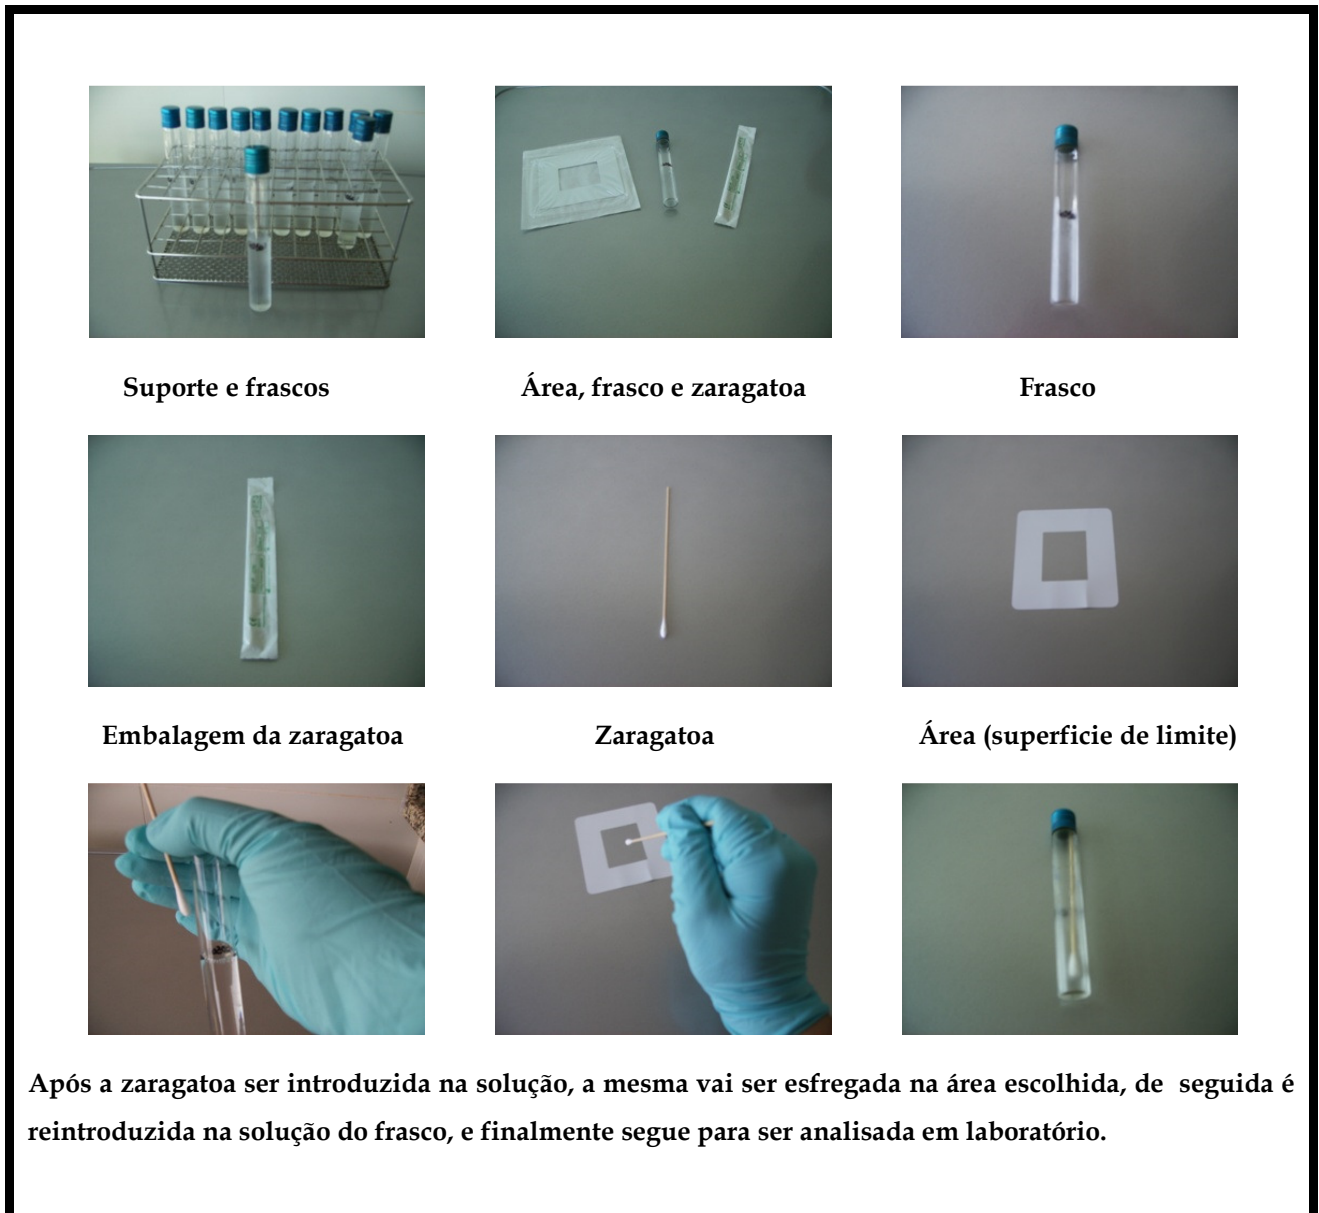 Suporte e frascos
Área, frasco e zaragatoa
Frasco
Embalagem da zaragatoa
Zaragatoa
Área (superficie de limite)
Após a zaragatoa ser introduzida na solução, a mesma vai ser esfregada na área escolhida, de seguida é
reintroduzida na solução do frasco, e finalmente segue para ser analisada em laboratório.